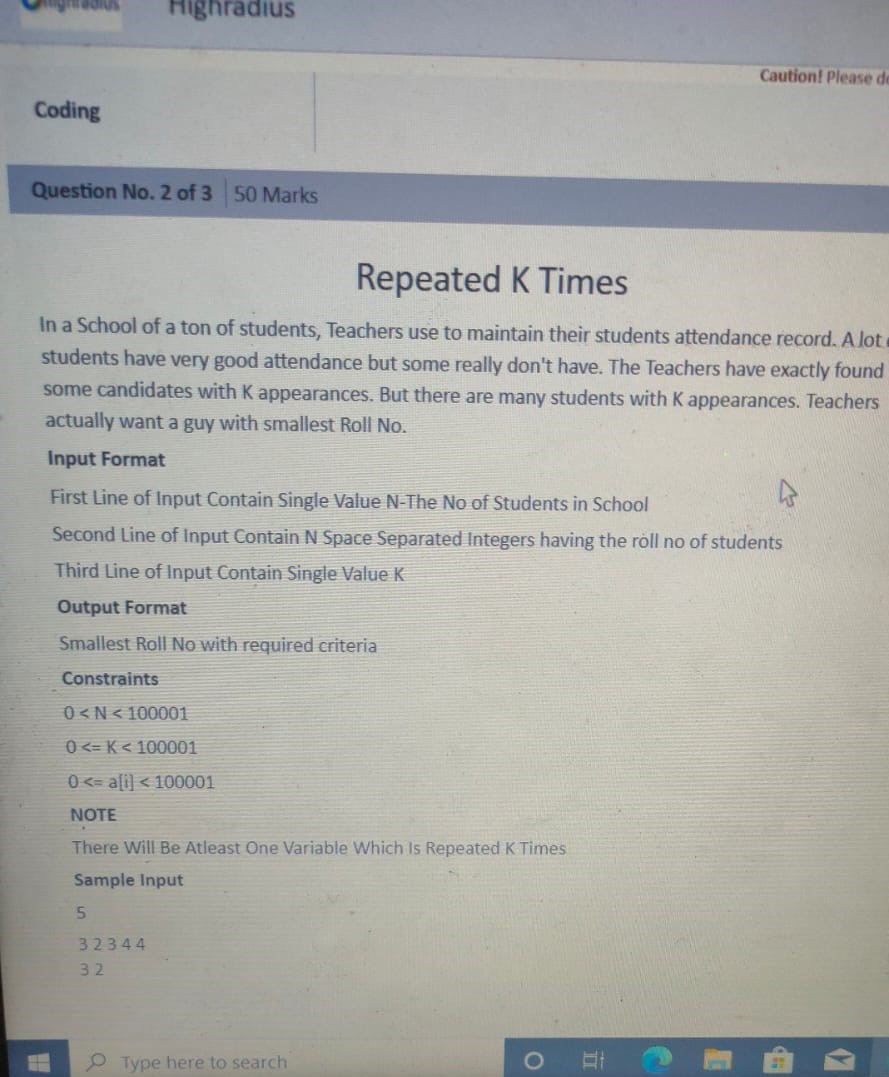 Highradius
Caution! Please
Coding
Question No. 2 of 3 50 Marks
Repeated K Times
In a School of a ton of students, Teachers use to maintain their students attendance record. A lot
students have very good attendance but some really don't have. The Teachers have exactly found
some candidates with K appearances. But there are many students with K appearances. Teachers
actually want a guy with smallest Roll No.
Input Format
First Line of Input Contain Single Value N-The No of Students in School
Second Line of Input Contain N Space Separated Integers having the roll no of students
Third Line of Input Contain Single Value K
Output Format
Smallest Roll No with required criteria
Constraints
0 < N < 100001
0 <= K < 100001
0 <= a[i] < 100001
NOTE
There Will Be Atleast One Variable Which Is Repeated K Times
Sample Input
5
3 2 3 4 4
3 2
Type here to search